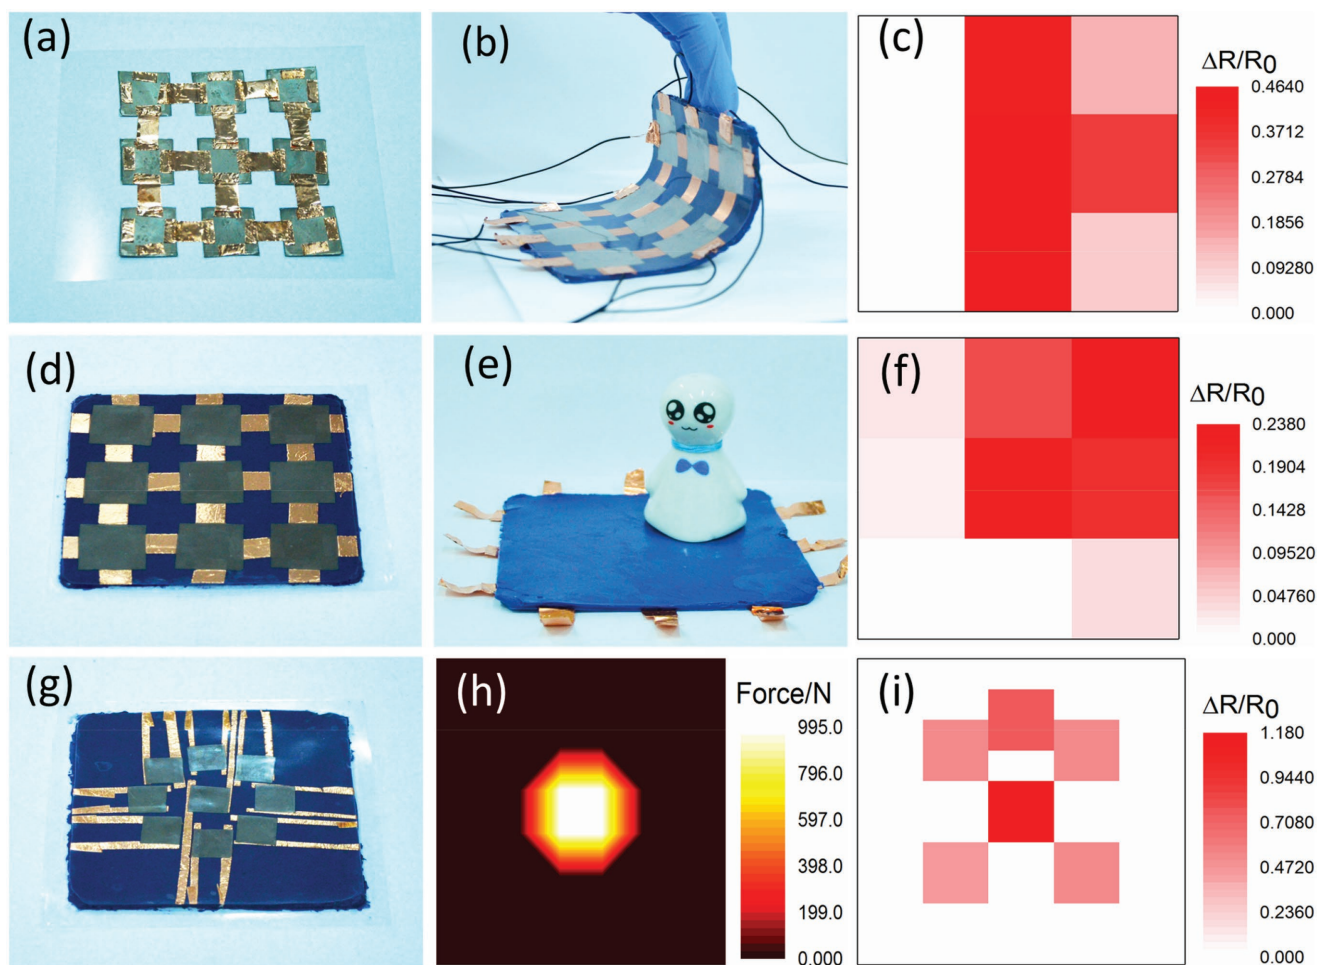 (a)
(b)
(c)
ΔR/R0
0.4640
0.3712
0.2784
0.1856
0.09280
0.000
(d)
(e)
(f)
ΔR/R0
0.2380
0.1904
0.1428
0.09520
0.04760
0.000
(g)
(h)
Force/N
995.0
796.0
597.0
398.0
199.0
0.000
(i)
ΔR/R0
1.180
0.9440
0.7080
0.4720
0.2360
0.000